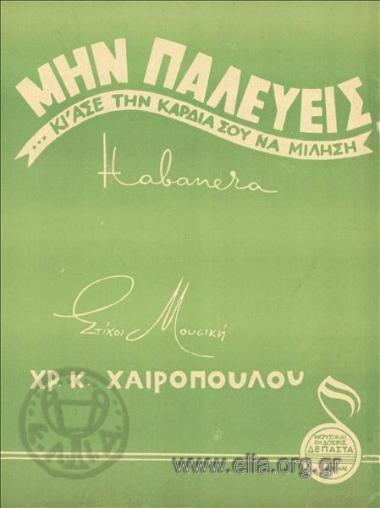 ΜΗΝ ΠΑΛΕΥΕΙΣ
... ΚΙ' ΑΣΕ ΤΗΝ ΚΑΡΔΙΑ ΣΟΥ ΝΑ ΜΙΛΗΣΗ
Habanera
Στίχοι Μουσική
ΧΡ. Κ. ΧΑΙΡΟΠΟΥΛΟΥ
ΜΟΥΣΙΚΑΙ
ΕΚΔΟΣΕΙΣ
ΓΑΕΤΑΝΟΥ
www.elia.org.gr